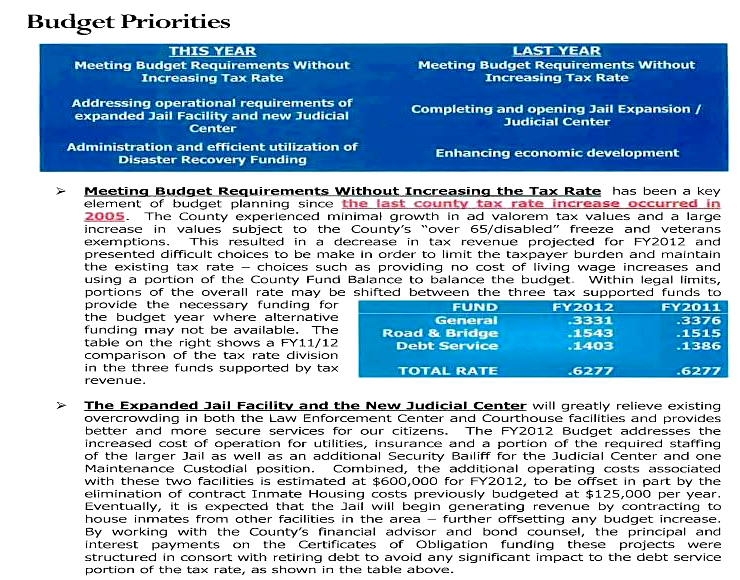 Budget Priorities
THIS YEAR
Meeting Budget Requirements Without
Increasing Tax Rate
Addressing operational requirements of
expanded Jail Facility and new Judicial
Center
Administration and efficient utilization of
Disaster Recovery Funding
LAST YEAR
Meeting Budget Requirements Without
Increasing Tax Rate
Completing and opening Jail Expansion /
Judicial Center
Enhancing economic development
➢ Meeting Budget Requirements Without Increasing the Tax Rate has been a key
element of budget planning since the last county tax rate increase occurred in
2005. The County experienced minimal growth in ad valorem tax values and a large
increase in values subject to the County's "over 65/disabled" freeze and veterans
exemptions. This resulted in a decrease in tax revenue projected for FY2012 and
presented difficult choices to be make in order to limit the taxpayer burden and maintain
the existing tax rate – choices such as providing no cost of living wage increases and
using a portion of the County Fund Balance to balance the budget. Within legal limits,
portions of the overall rate may be shifted between the three tax supported funds to
provide the necessary funding for
the budget year where alternative
funding may not be available. The
table on the right shows a FY11/12
comparison of the tax rate division
in the three funds supported by tax
revenue.
FUND FY2012 FY2011
General .3331 .3376
Road & Bridge .1543 .1515
Debt Service .1403 .1386
TOTAL RATE .6277 .6277
➢ The Expanded Jail Facility and the New Judicial Center will greatly relieve existing
overcrowding in both the Law Enforcement Center and Courthouse facilities and provides
better and more secure services for our citizens. The FY2012 Budget addresses the
increased cost of operation for utilities, insurance and a portion of the required staffing
of the larger Jail as well as an additional Security Bailiff for the Judicial Center and one
Maintenance Custodial position. Combined, the additional operating costs associated
with these two facilities is estimated at $600,000 for FY2012, to be offset in part by the
elimination of contract Inmate Housing costs previously budgeted at $125,000 per year.
Eventually, it is expected that the Jail will begin generating revenue by contracting to
house inmates from other facilities in the area – further offsetting any budget increase.
By working with the County's financial advisor and bond counsel, the principal and
interest payments on the Certificates of Obligation funding these projects were
structured in consort with retiring debt to avoid any significant impact to the debt service
portion of the tax rate, as shown in the table above.